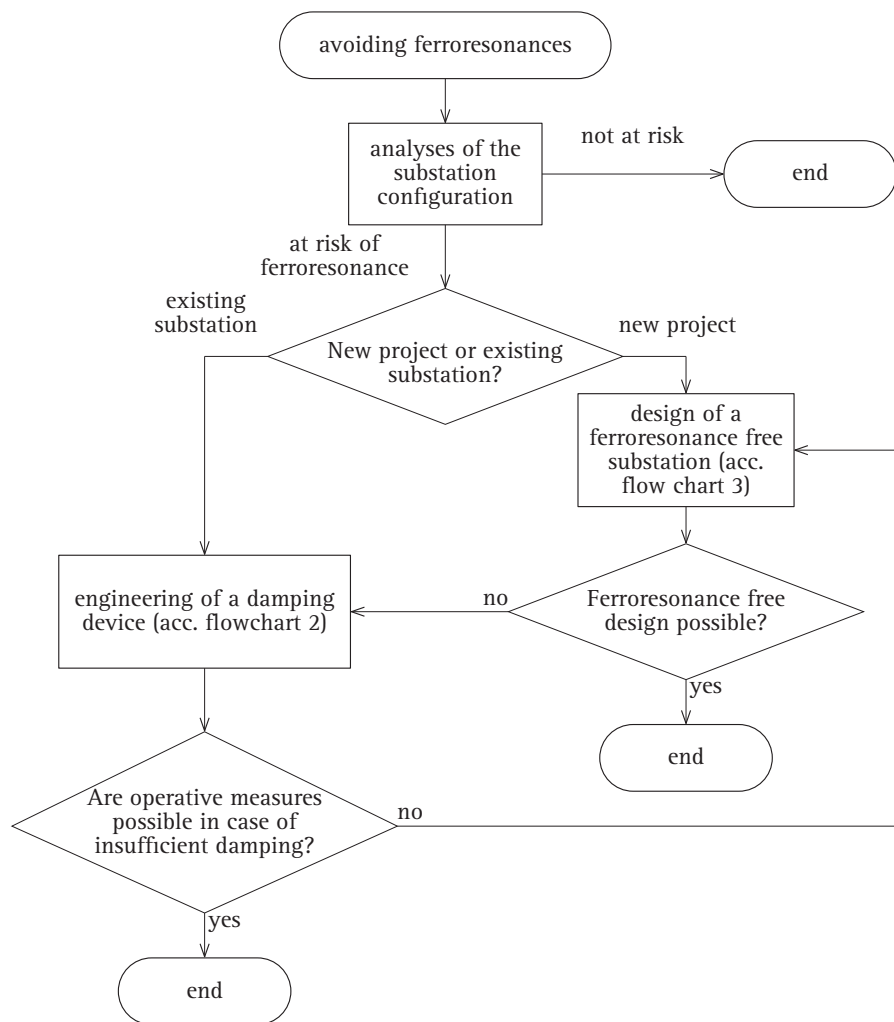 avoiding ferroresonances
analyses of the
substation
configuration
not at risk
end
at risk of
ferroresonance
existing
substation
new project
New project or existing
substation?
design of a
ferroresonance free
substation (acc.
flow chart 3)
engineering of a damping
device (acc. flowchart 2)
no
Ferroresonance free
design possible?
yes
end
Are operative measures
possible in case of
insufficient damping?
no
yes
end